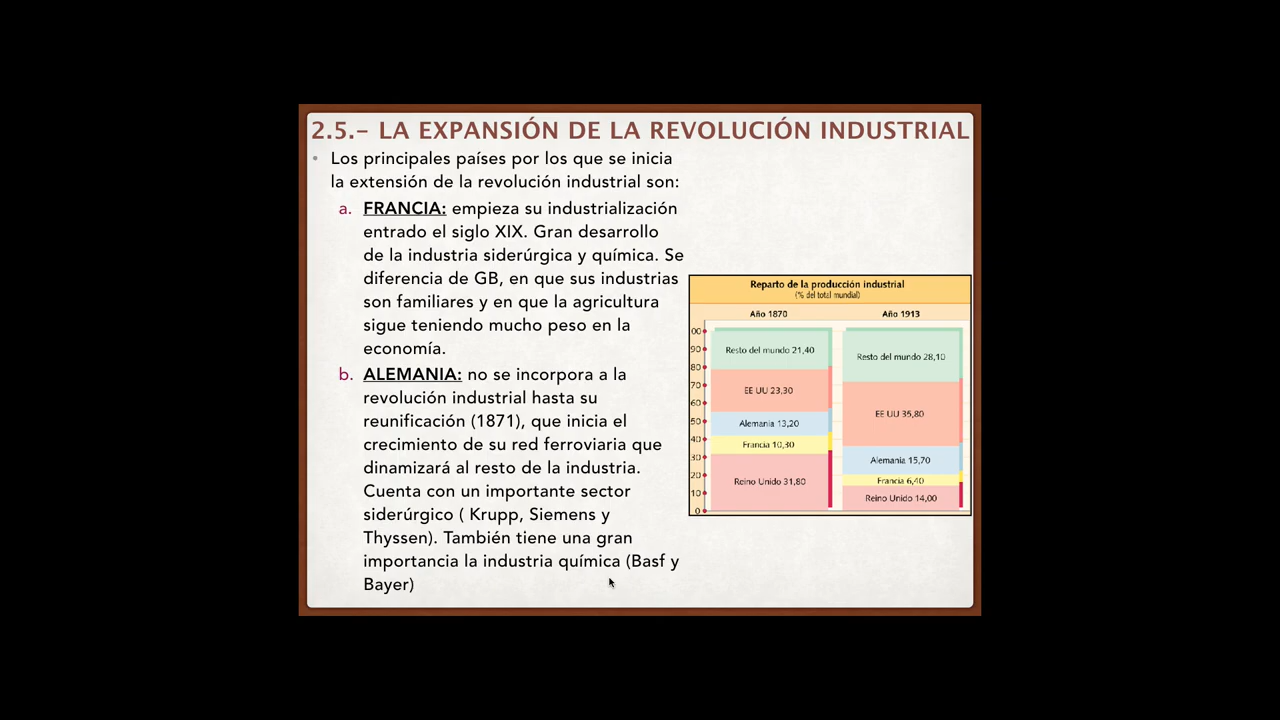 2.5.- LA EXPANSIÓN DE LA REVOLUCIÓN INDUSTRIAL
• Los principales países por los que se inicia
la extensión de la revolución industrial son:
a. FRANCIA: empieza su industrialización
entrado el siglo XIX. Gran desarrollo
de la industria siderúrgica y química. Se
diferencia de GB, en que sus industrias
son familiares y en que la agricultura
sigue teniendo mucho peso en la
economía.
b. ALEMANIA: no se incorpora a la
revolución industrial hasta su
reunificación (1871), que inicia el
crecimiento de su red ferroviaria que
dinamizará al resto de la industria.
Cuenta con un importante sector
siderúrgico ( Krupp, Siemens y
Thyssen). También tiene una gran
importancia la industria química (Basf y
Bayer)
Reparto de la producción industrial
(% del total mundial)
Año 1870 Año 1913
00
90
80
70
60
50
40
30
20
10
0
Resto del mundo 21,40
EE UU 23,30
Alemania 13,20
Francia 10,30
Reino Unido 31,80
Resto del mundo 28,10
EE UU 35,80
Alemania 15,70
Francia 6,40
Reino Unido 14,00